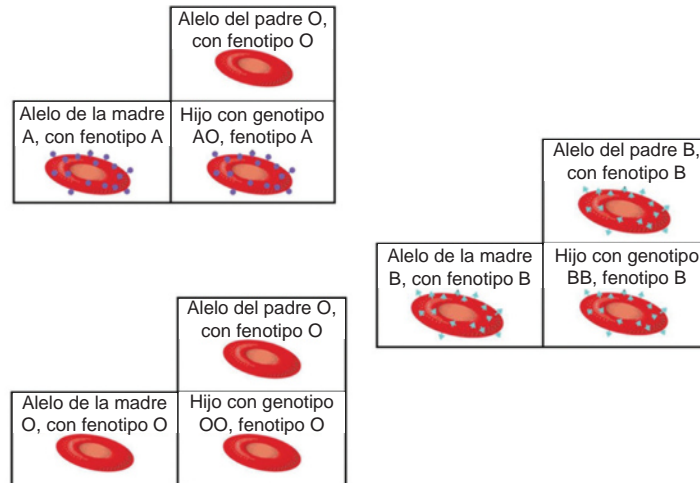 Alelo del padre O,
con fenotipo O
Alelo de la madre
A, con fenotipo A
Hijo con genotipo
AO, fenotipo A
Alelo del padre B,
con fenotipo B
Alelo de la madre
B, con fenotipo B
Hijo con genotipo
BB, fenotipo B
Alelo del padre O,
con fenotipo O
Alelo de la madre
O, con fenotipo O
Hijo con genotipo
OO, fenotipo O